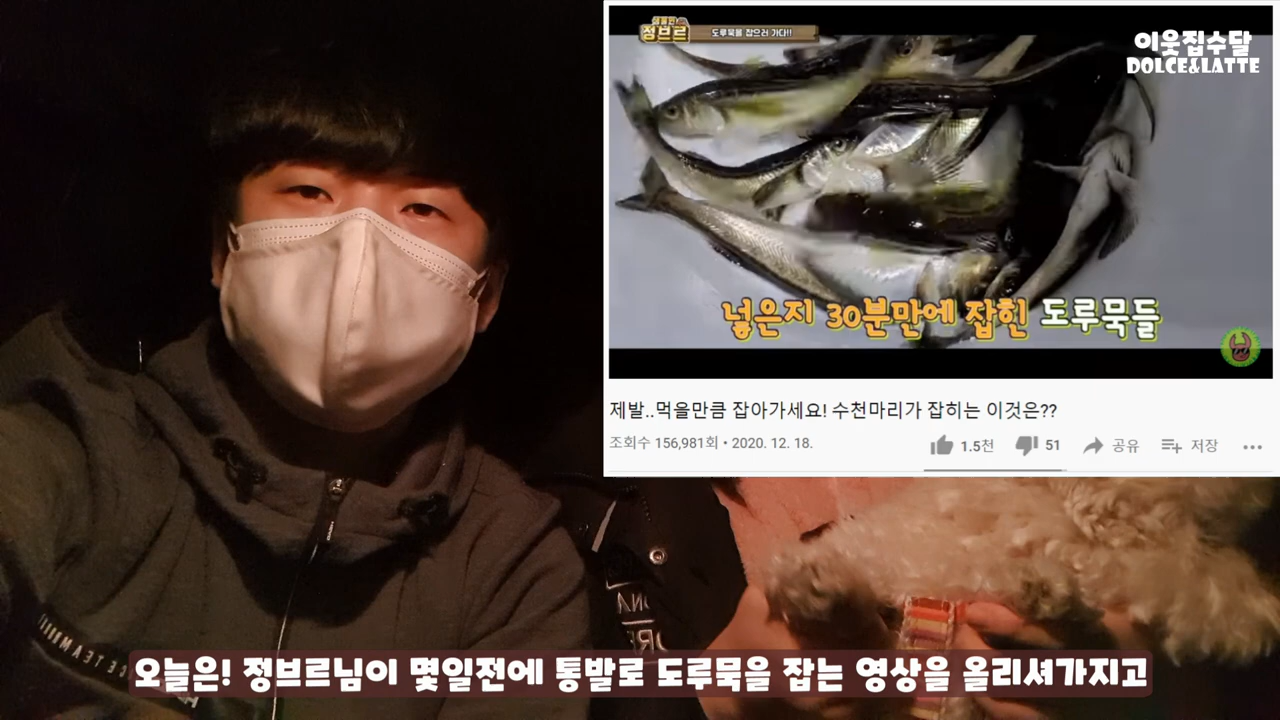 생물인
정브르
도루묵을 잡으러 가다!!
이웃집수달
DOLCE&LATTE
넣은지 30분만에 잡힌 도루묵들
제발..먹을만큼 잡아가세요! 수천마리가 잡히는 이것은??
조회수 156,981회 • 2020. 12. 18.
1.5천
51
공유
저장
오늘은! 정브르님이 몇일전에 통발로 도루묵을 잡는 영상을 올리셔가지고